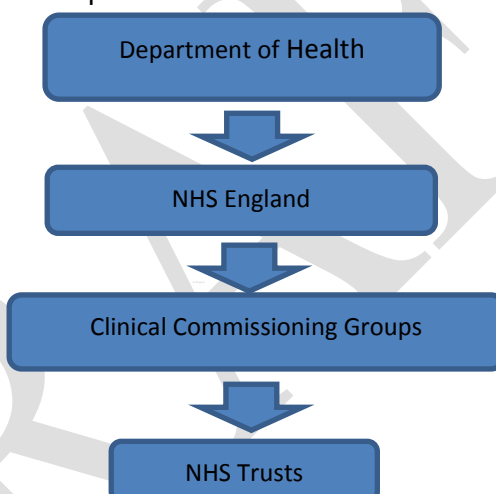 Department of Health
NHS England
Clinical Commissioning Groups
NHS Trusts